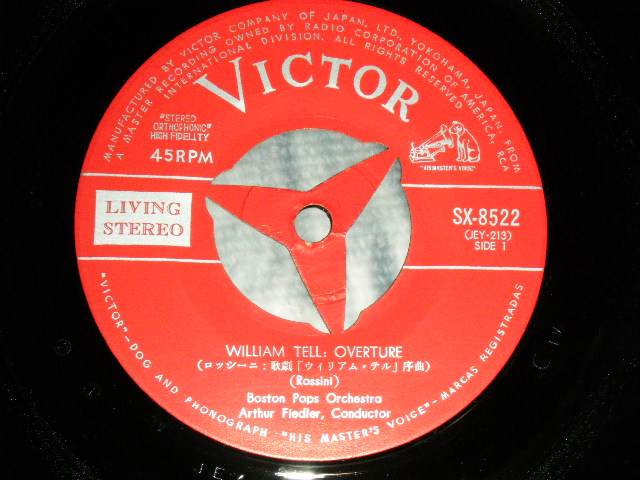 MANUFACTURED BY VICTOR COMPANY OF JAPAN, LTD., YOKOHAMA, JAPAN, FROM
A MASTER RECORDING OWNED BY RADIO CORPORATION OF AMERICA, RCA
INTERNATIONAL DIVISION. ALL RIGHTS RESERVED
VICTOR
"STEREO
ORTHOPHONIC"
HIGH FIDELITY
45RPM
"HIS MASTER'S VOICE"
LIVING
STEREO
SX-8522
(JEY-213)
SIDE 1
WILLIAM TELL: OVERTURE
(ロッシーニ:歌劇「ウィリアム・テル」序曲)
(Rossini)
Boston Pops Orchestra
Arthur Fiedler, Conductor
"VICTOR"–DOG AND PHONOGRAPH–"HIS MASTER'S VOICE"–MARCAS REGISTRADAS